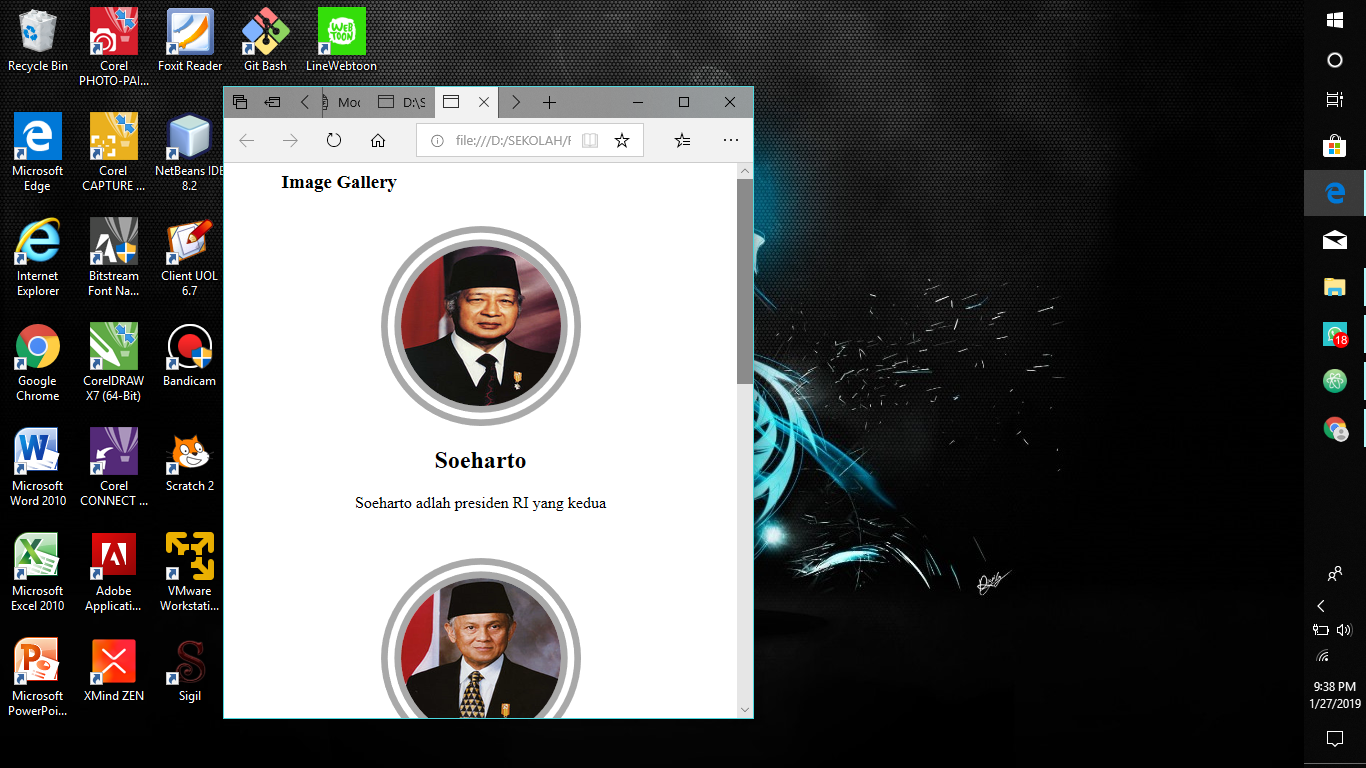 Recycle Bin
Corel
PHOTO-PAI...
Foxit Reader
Git Bash
WEB
TOON
LineWebtoon
Microsoft
Edge
Corel
CAPTURE ...
NetBeans IDE
8.2
Internet
Explorer
Bitstream
Font Na...
Client UOL
6.7
Google
Chrome
CorelDRAW
X7 (64-Bit)
Bandicam
Microsoft
Word 2010
Corel
CONNECT ...
Scratch 2
Microsoft
Excel 2010
Adobe
Applicati...
VMware
Workstati...
Microsoft
PowerPoi...
XMind ZEN
Sigil
Moc
D:\S
file:///D:/SEKOLAH/F
Image Gallery
Soeharto
Soeharto adlah presiden RI yang kedua
18
9:38 PM
1/27/2019